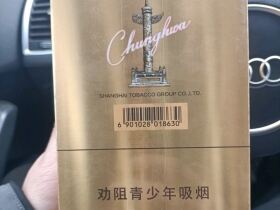 Chunghwa
SHANGHAI TOBACCO GROUP CO.,LTD.
6 901028 018630
劝阻青少年吸烟